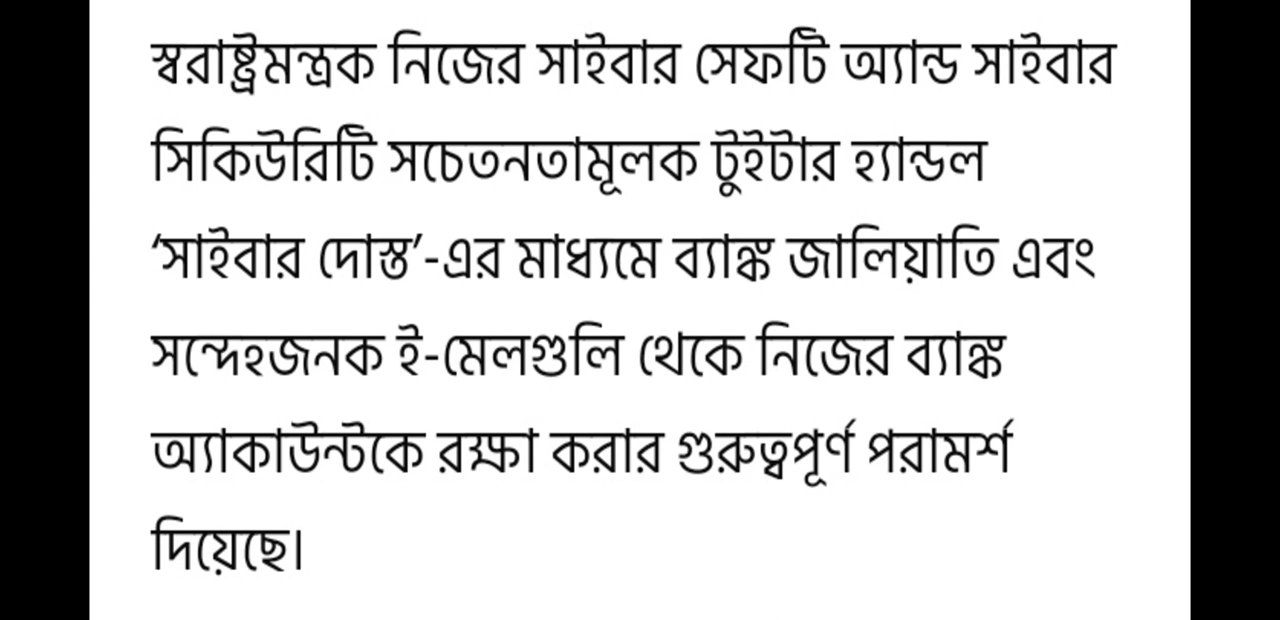 স্বরাষ্ট্রমন্ত্রক নিজের সাইবার সেফটি অ্যান্ড সাইবার
সিকিউরিটি সচেতনতামূলক টুইটার হ্যান্ডল
‘সাইবার দোস্ত’-এর মাধ্যমে ব্যাঙ্ক জালিয়াতি এবং
সন্দেহজনক ই-মেলগুলি থেকে নিজের ব্যাঙ্ক
অ্যাকাউন্টকে রক্ষা করার গুরুত্বপূর্ণ পরামর্শ
দিয়েছে।